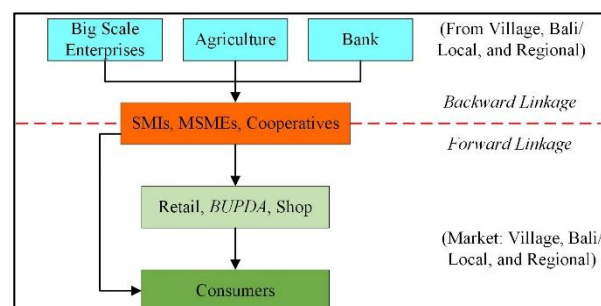 Big Scale
Enterprises
Agriculture
Bank
(From Village, Bali/
Local, and Regional)
Backward Linkage
SMIs, MSMEs, Cooperatives
Forward Linkage
Retail, BUPDA, Shop
(Market: Village, Bali/
Local, and Regional)
Consumers